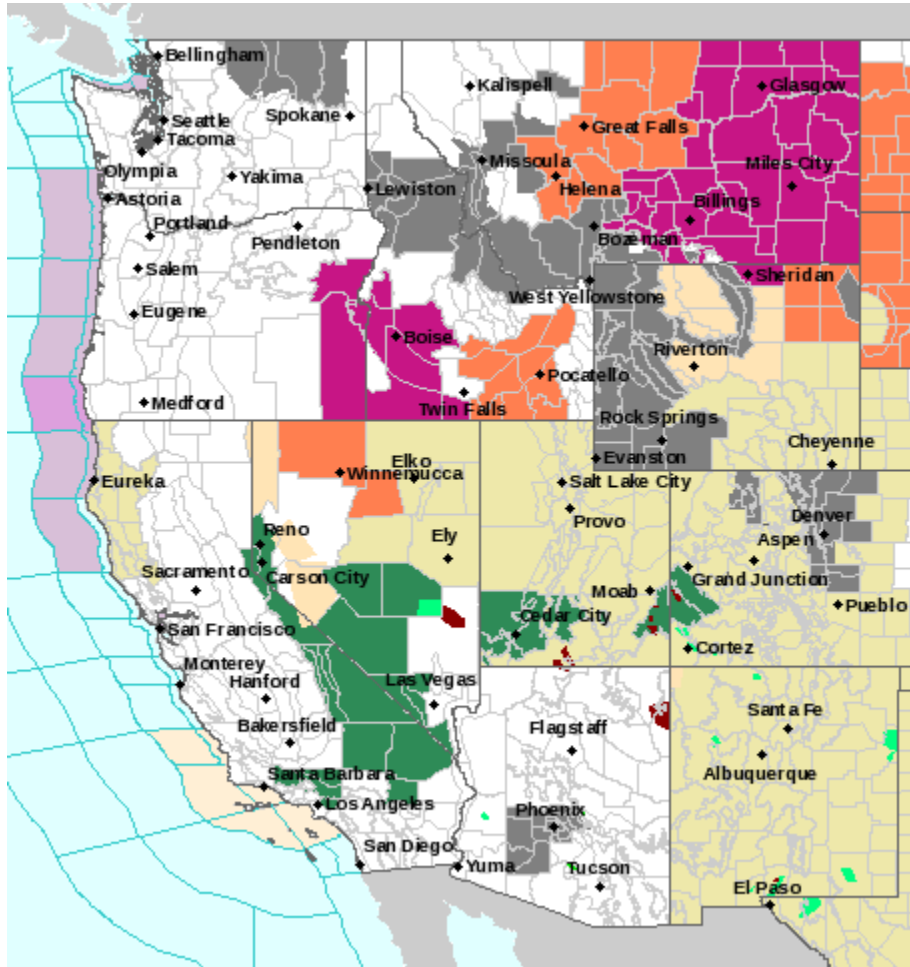 Bellingham
Kalispell
Glasgow
Seattle
Spokane
Great Falls
Tacoma
Olympia
Missoula
Miles City
Yakima
Lewiston
Helena
Astoria
Billings
Portland
Pendleton
Bozeman
Salem
Sheridan
West Yellowstone
Eugene
Boise
Riverton
Pocatello
Medford
Twin Falls
Rock Springs
Cheyenne
Elko
Evanston
Winnemucca
Eureka
Salt Lake City
Provo
Denver
Reno
Ely
Aspen
Sacramento
Carson City
Grand Junction
Moab
Pueblo
San Francisco
Cedar City
Cortez
Monterey
Hanford
Las Vegas
Bakersfield
Flagstaff
Santa Fe
Albuquerque
Santa Barbara
Los Angeles
Phoenix
San Diego
Yuma
Tucson
El Paso